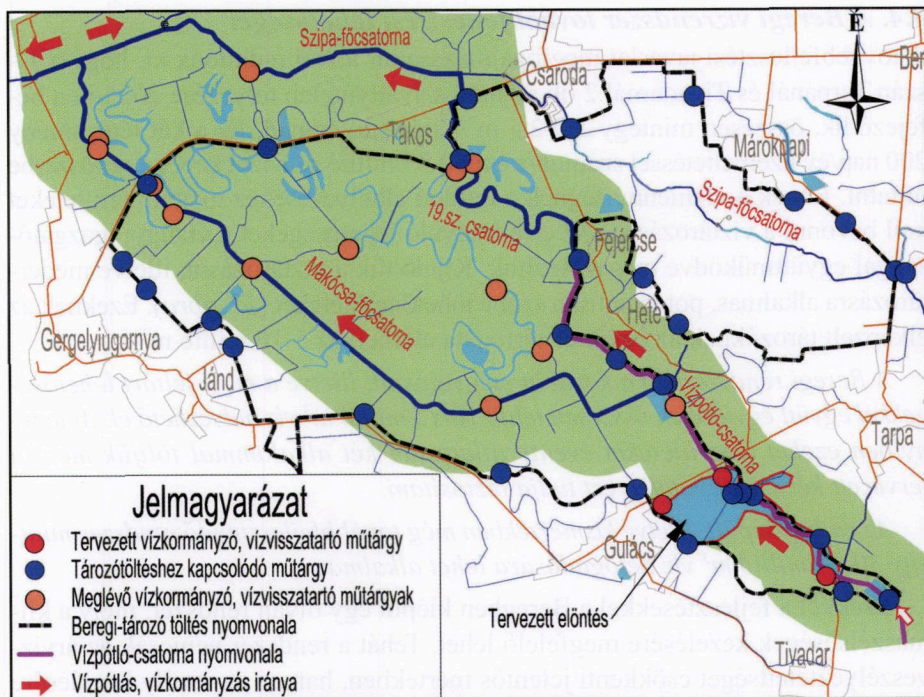 Szipa-főcsatorna
É
Ber
Csaroda
Tákos
Márokpapi
Szipa-főcsatorna
19.sz. csatorna
Fejércse
Makócsa-főcsatorna
Hete
Gergelyiugornya
Jánd
Vízpótló-csatorna
Tarpa
Gulács
Tervezett elöntés
Tivadar
Jelmagyarázat
Tervezett vízkormányzó, vízvisszatartó műtárgy
Tározótöltéshez kapcsolódó műtárgy
Meglévő vízkormányzó, vízvisszatartó műtárgyak
Beregi-tározó töltés nyomvonala
Vízpótló-csatorna nyomvonala
Vízpótlás, vízkormányzás iránya